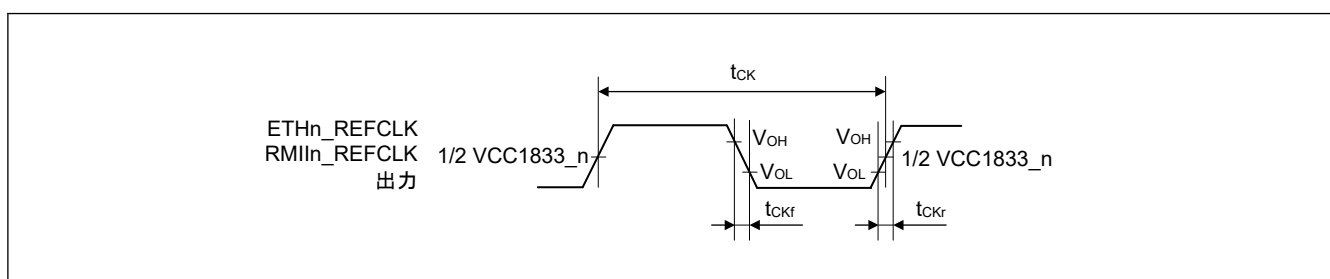 tCK
ETHn_REFCLK
RMIIn_REFCLK
出力
1/2 VCC1833_n
VOH
VOL
VOH
VOL
1/2 VCC1833_n
tCKf
tCKr